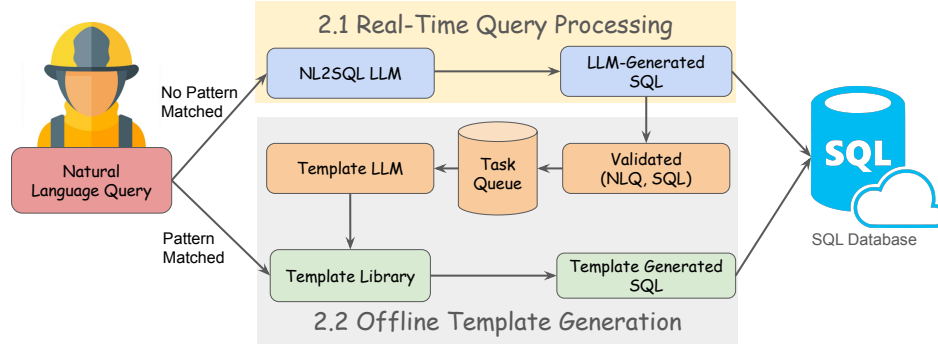 2.1 Real-Time Query Processing
NL2SQL LLM
LLM-Generated
SQL
No Pattern
Matched
Natural
Language Query
Template LLM
Task
Queue
Validated
(NLQ, SQL)
SQL
SQL Database
Pattern
Matched
Template Library
Template Generated
SQL
2.2 Offline Template Generation